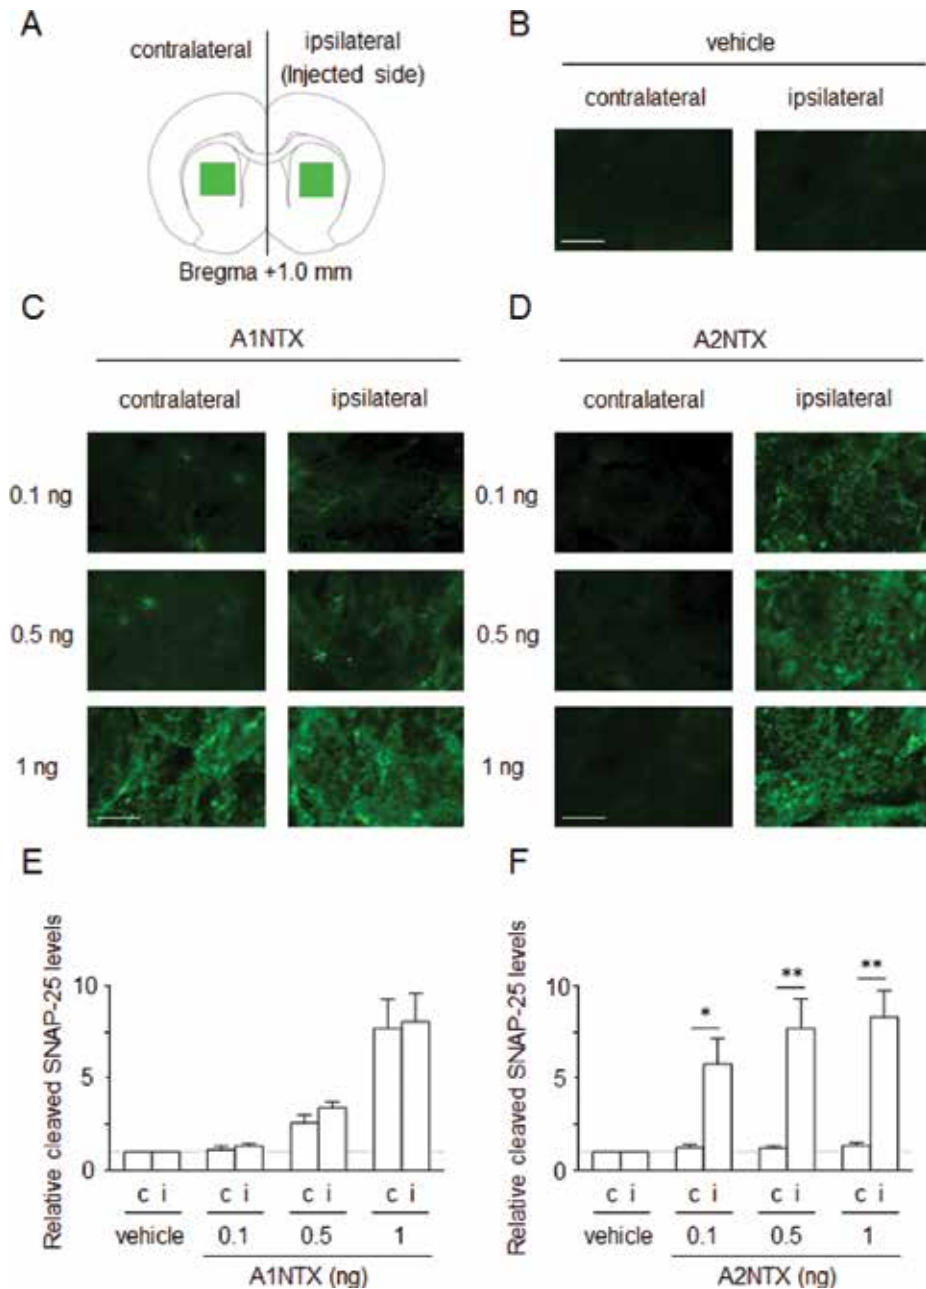 A
contralateral
ipsilateral
(Injected side)
Bregma +1.0 mm
B
vehicle
contralateral
ipsilateral
C
A1NTX
contralateral
ipsilateral
0.1 ng
0.5 ng
1 ng
D
A2NTX
contralateral
ipsilateral
0.1 ng
0.5 ng
1 ng
E
Relative cleaved SNAP-25 levels
10
5
0
c i c i c i c i
vehicle 0.1 0.5 1
A1NTX (ng)
F
Relative cleaved SNAP-25 levels
10
5
0
* ** **
c i c i c i c i
vehicle 0.1 0.5 1
A2NTX (ng)